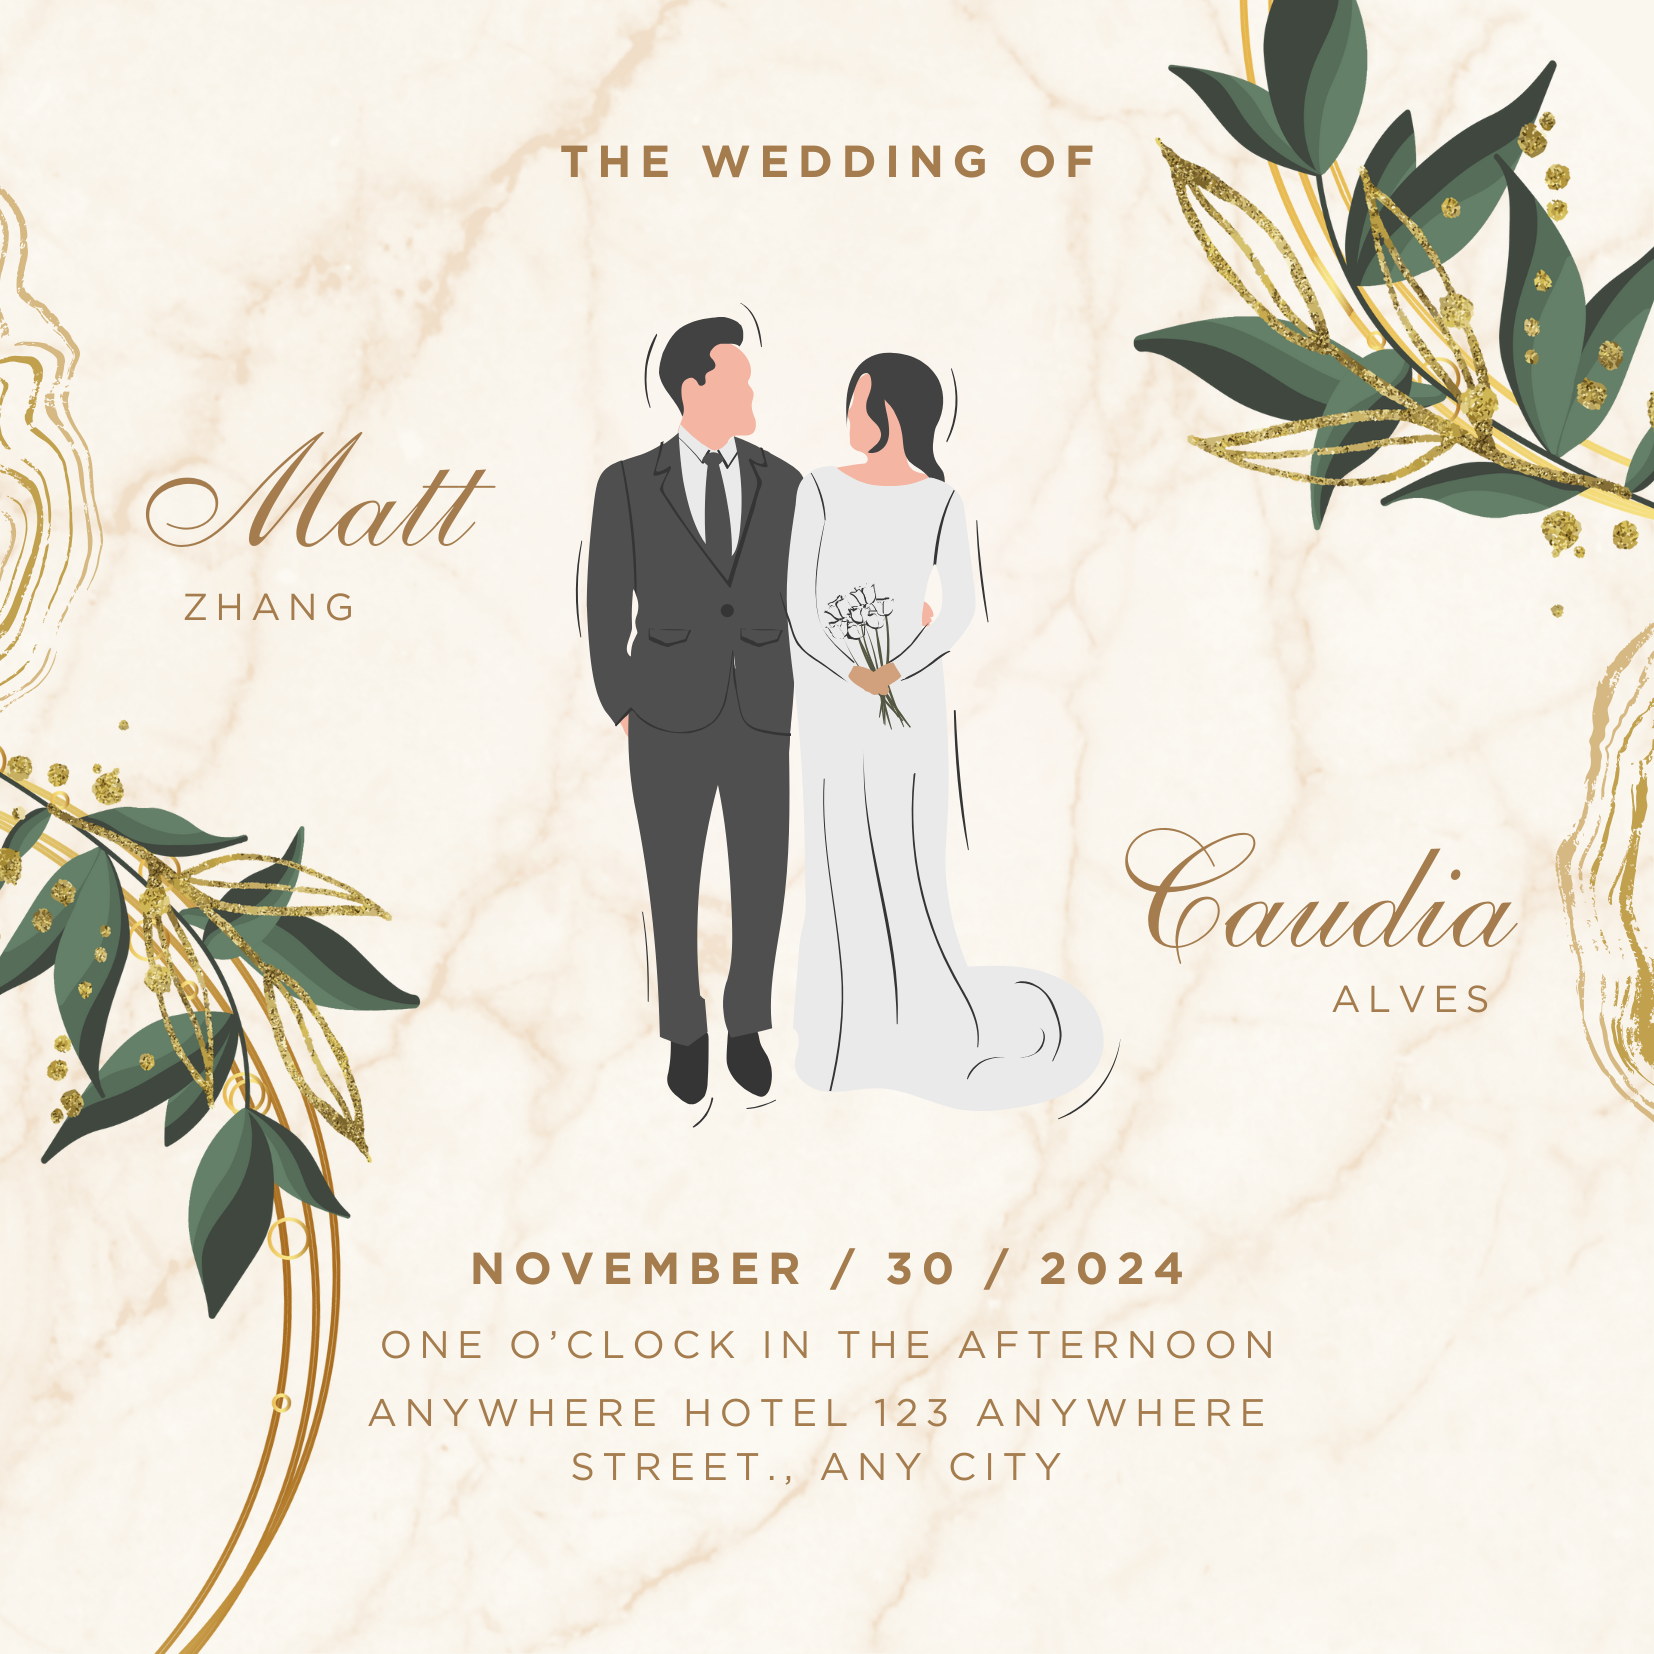 THE WEDDING OF
Matt
ZHANG
Caudia
ALVES
NOVEMBER / 30 / 2024
ONE O’CLOCK IN THE AFTERNOON
ANYWHERE HOTEL 123 ANYWHERE
STREET., ANY CITY